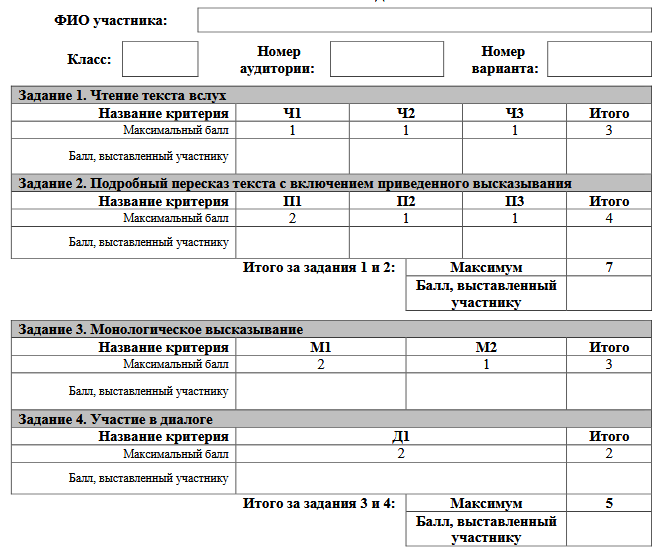 ФИО участника:
Класс: Номер аудитории: Номер варианта:
Задание 1. Чтение текста вслух
Название критерия Ч1 Ч2 Ч3 Итого
Максимальный балл 1 1 1 3
Балл, выставленный участнику
Задание 2. Подробный пересказ текста с включением приведенного высказывания
Название критерия П1 П2 П3 Итого
Максимальный балл 2 1 1 4
Балл, выставленный участнику
Итого за задания 1 и 2: Максимум 7
Балл, выставленный
участнику
Задание 3. Монологическое высказывание
Название критерия М1 М2 Итого
Максимальный балл 2 1 3
Балл, выставленный участнику
Задание 4. Участие в диалоге
Название критерия Д1 Итого
Максимальный балл 2 2
Балл, выставленный участнику
Итого за задания 3 и 4: Максимум 5
Балл, выставленный
участнику